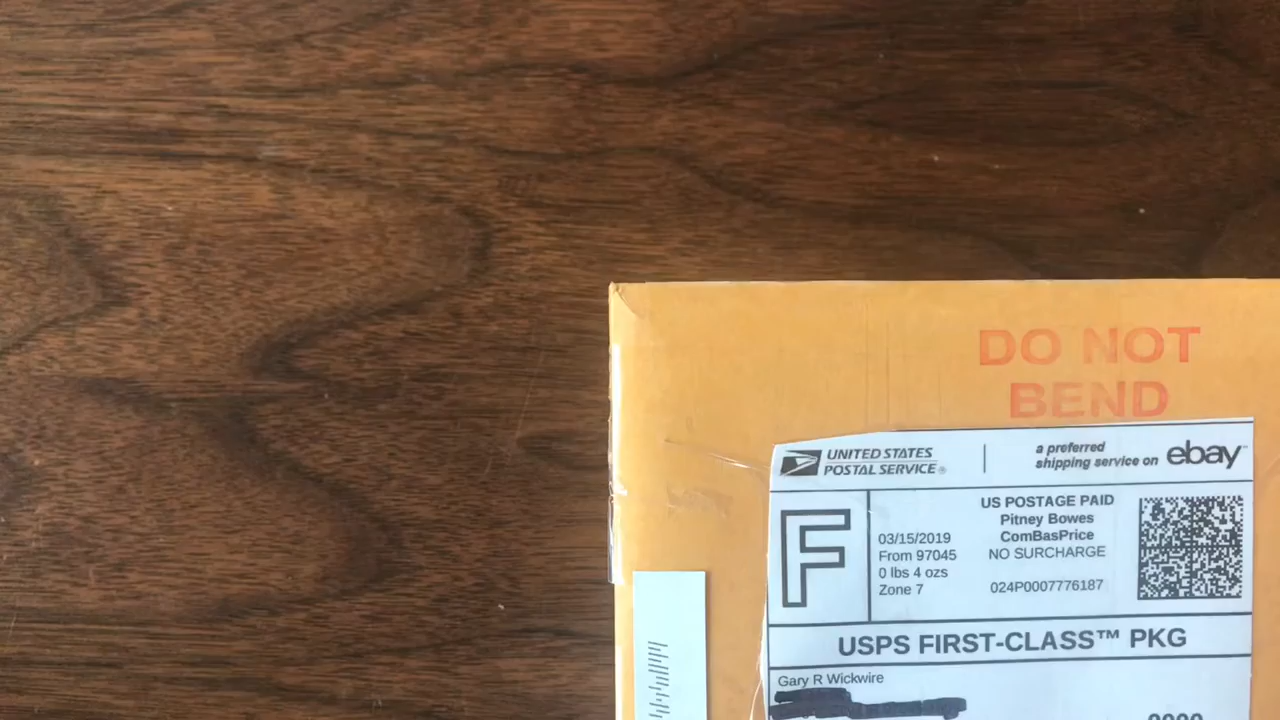 DO NOT
BEND
UNITED STATES
POSTAL SERVICE®
a preferred
shipping service on ebay™
F
03/15/2019
From 97045
0 lbs 4 ozs
Zone 7
US POSTAGE PAID
Pitney Bowes
ComBasPrice
NO SURCHARGE
024P0007776187
USPS FIRST-CLASS™ PKG
Gary R Wickwire